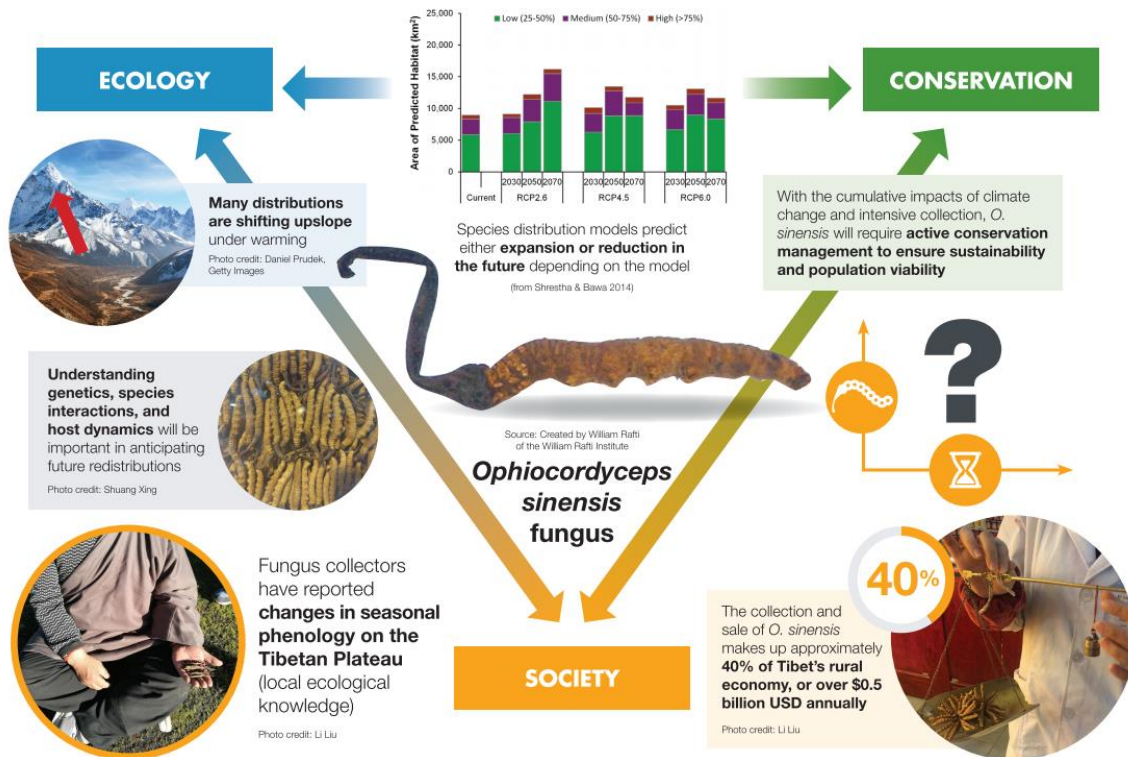 Area of Predicted Habitat (km²)
Low (25-50%) Medium (50-75%) High (>75%)
25,000
20,000
15,000
10,000
5,000
0
2030 2050 2070 2030 2050 2070 2030 2050 2070
Current RCP2.6 RCP4.5 RCP6.0
ECOLOGY
CONSERVATION
Species distribution models predict
either expansion or reduction in
the future depending on the model
(from Shrestha & Bawa 2014)
Many distributions
are shifting upslope
under warming
Photo credit: Daniel Prudek,
Getty Images
With the cumulative impacts of climate
change and intensive collection, O.
sinensis will require active conservation
management to ensure sustainability
and population viability
Understanding
genetics, species
interactions, and
host dynamics will be
important in anticipating
future redistributions
Photo credit: Shuang Xing
?
Source: Created by William Rafti
of the William Rafti Institute
Ophiocordyceps
sinensis
fungus
Fungus collectors
have reported
changes in seasonal
phenology on the
Tibetan Plateau
(local ecological
knowledge)
Photo credit: Li Liu
SOCIETY
40%
The collection and
sale of O. sinensis
makes up approximately
40% of Tibet's rural
economy, or over $0.5
billion USD annually
Photo credit: Li Liu